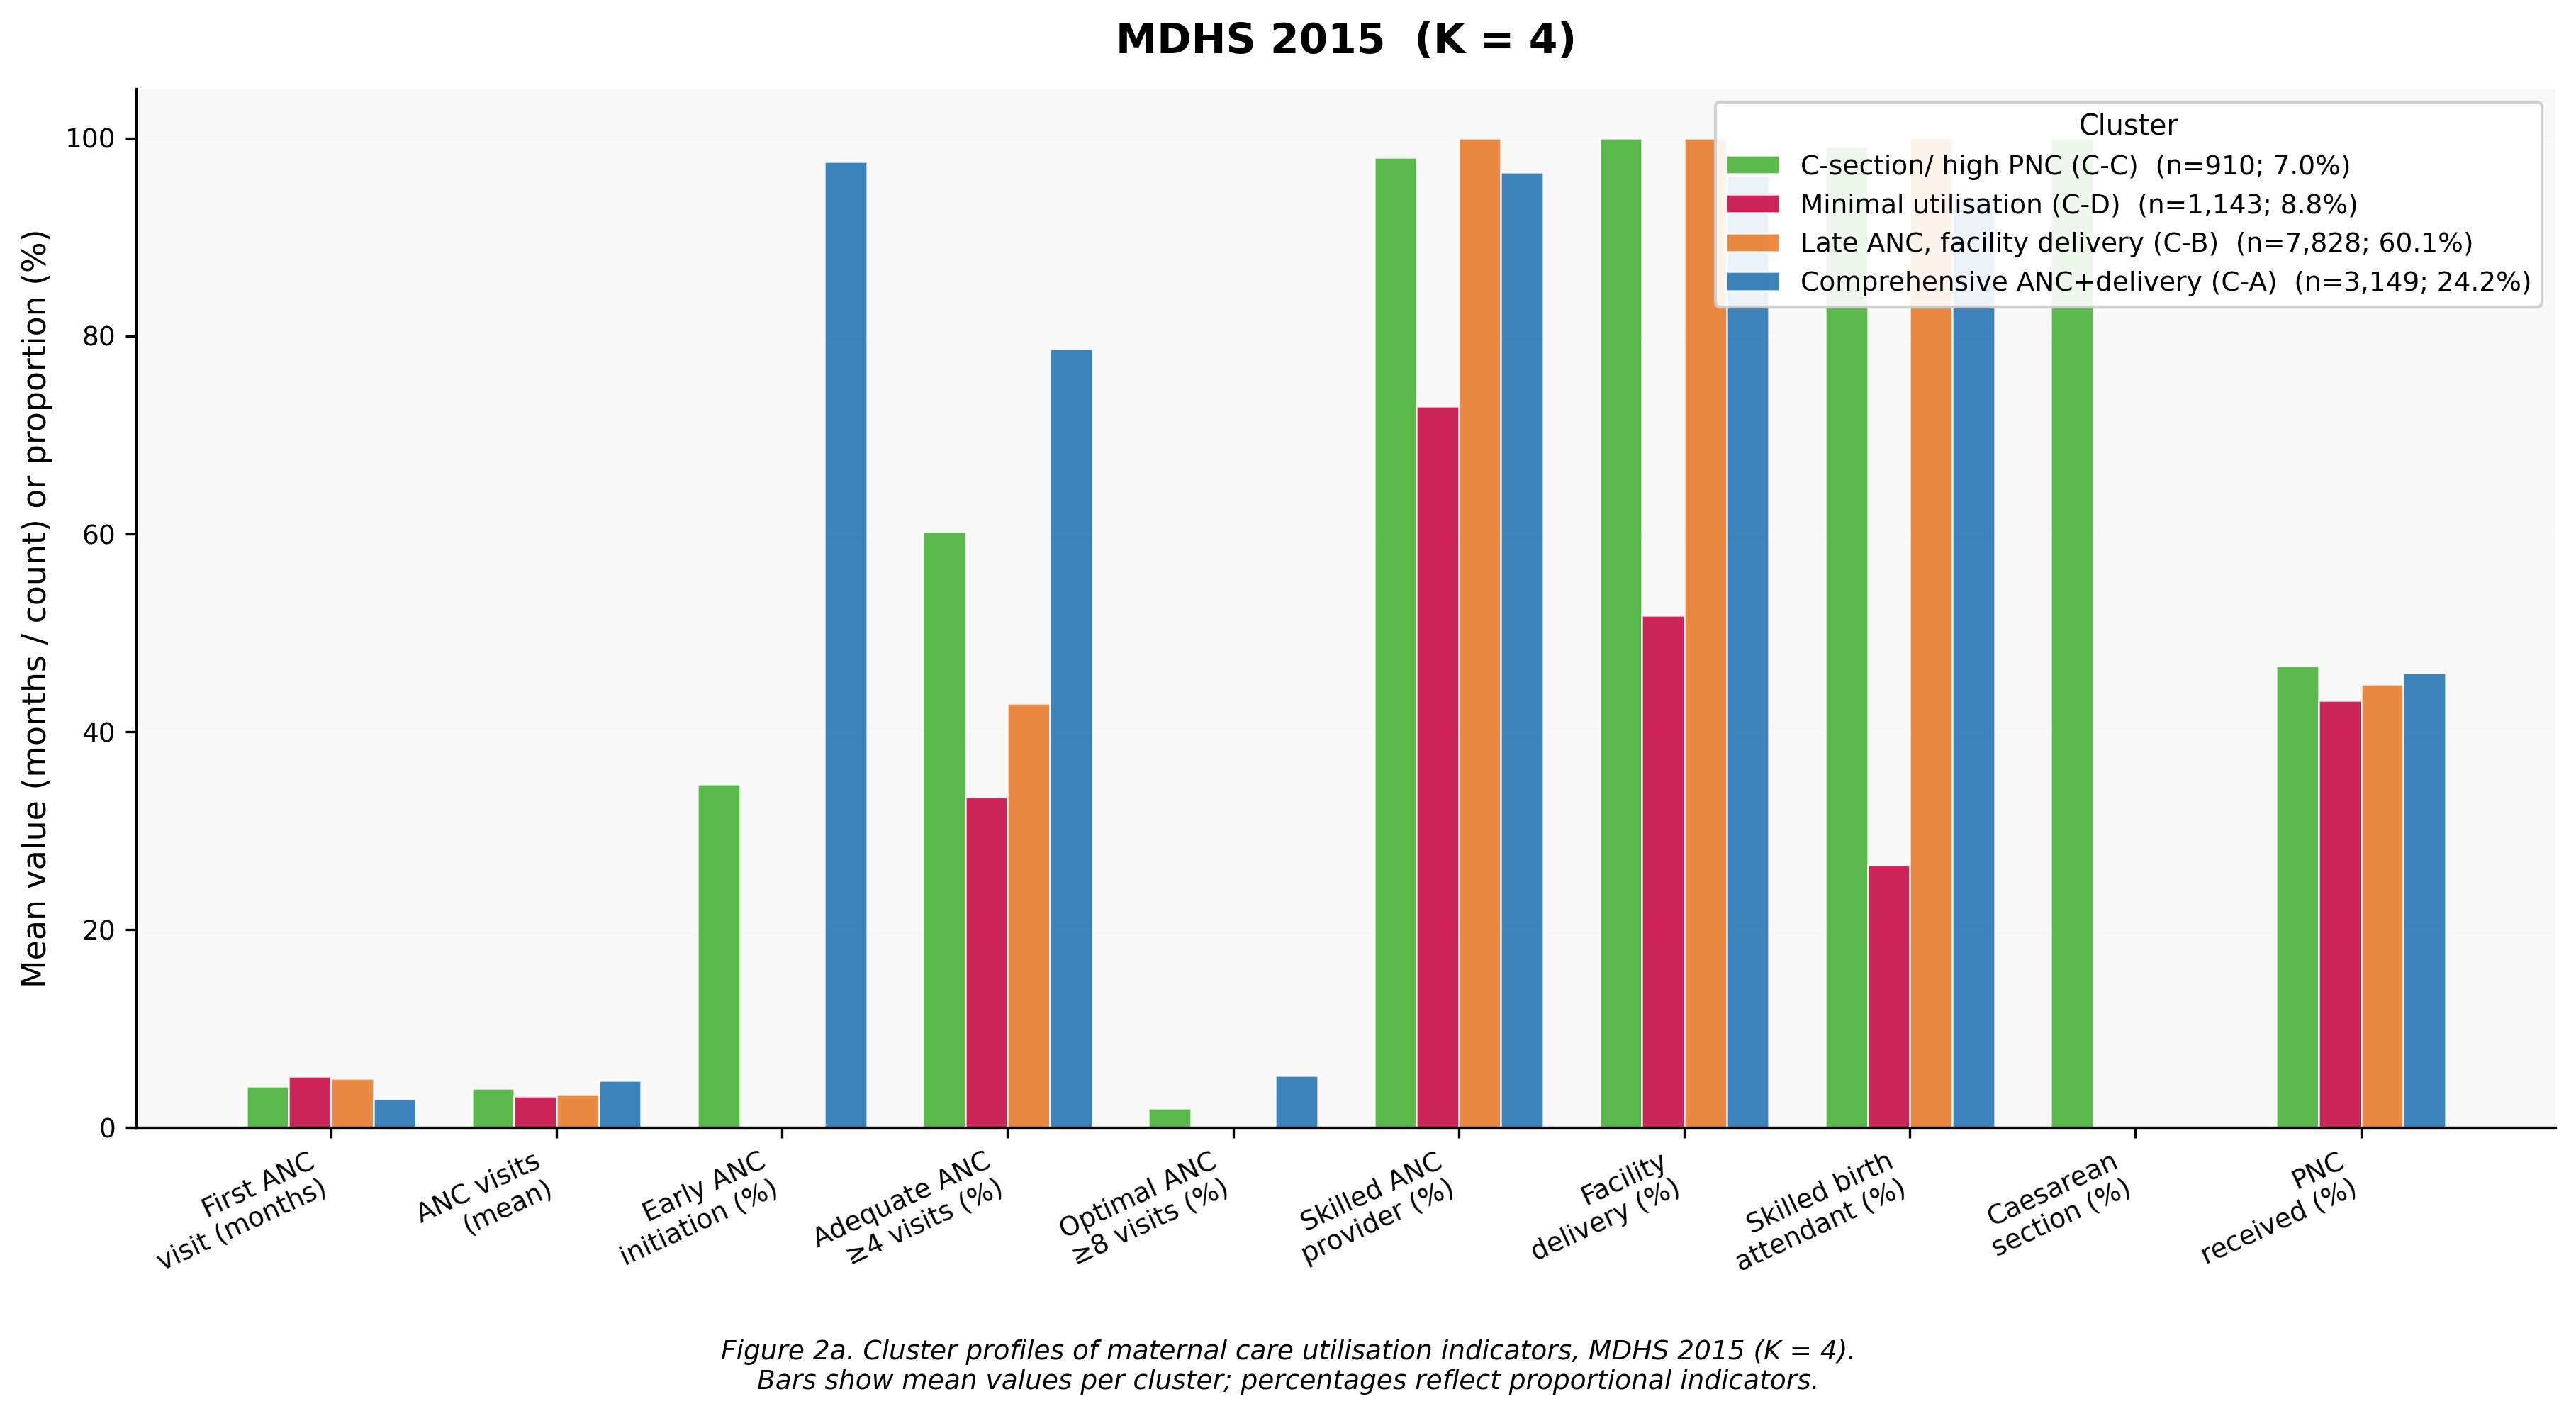 MDHS 2015  (K = 4)
Mean value (months / count) or proportion (%)
100
80
60
40
20
0
Cluster
C-section/ high PNC (C-C)  (n=910; 7.0%)
Minimal utilisation (C-D)  (n=1,143; 8.8%)
Late ANC, facility delivery (C-B)  (n=7,828; 60.1%)
Comprehensive ANC+delivery (C-A)  (n=3,149; 24.2%)
First ANC
visit (months)
ANC visits
(mean)
Early ANC
initiation (%)
Adequate ANC
≥4 visits (%)
Optimal ANC
≥8 visits (%)
Skilled ANC
provider (%)
Facility
delivery (%)
Skilled birth
attendant (%)
Caesarean
section (%)
PNC
received (%)
Figure 2a. Cluster profiles of maternal care utilisation indicators, MDHS 2015 (K = 4).
Bars show mean values per cluster; percentages reflect proportional indicators.